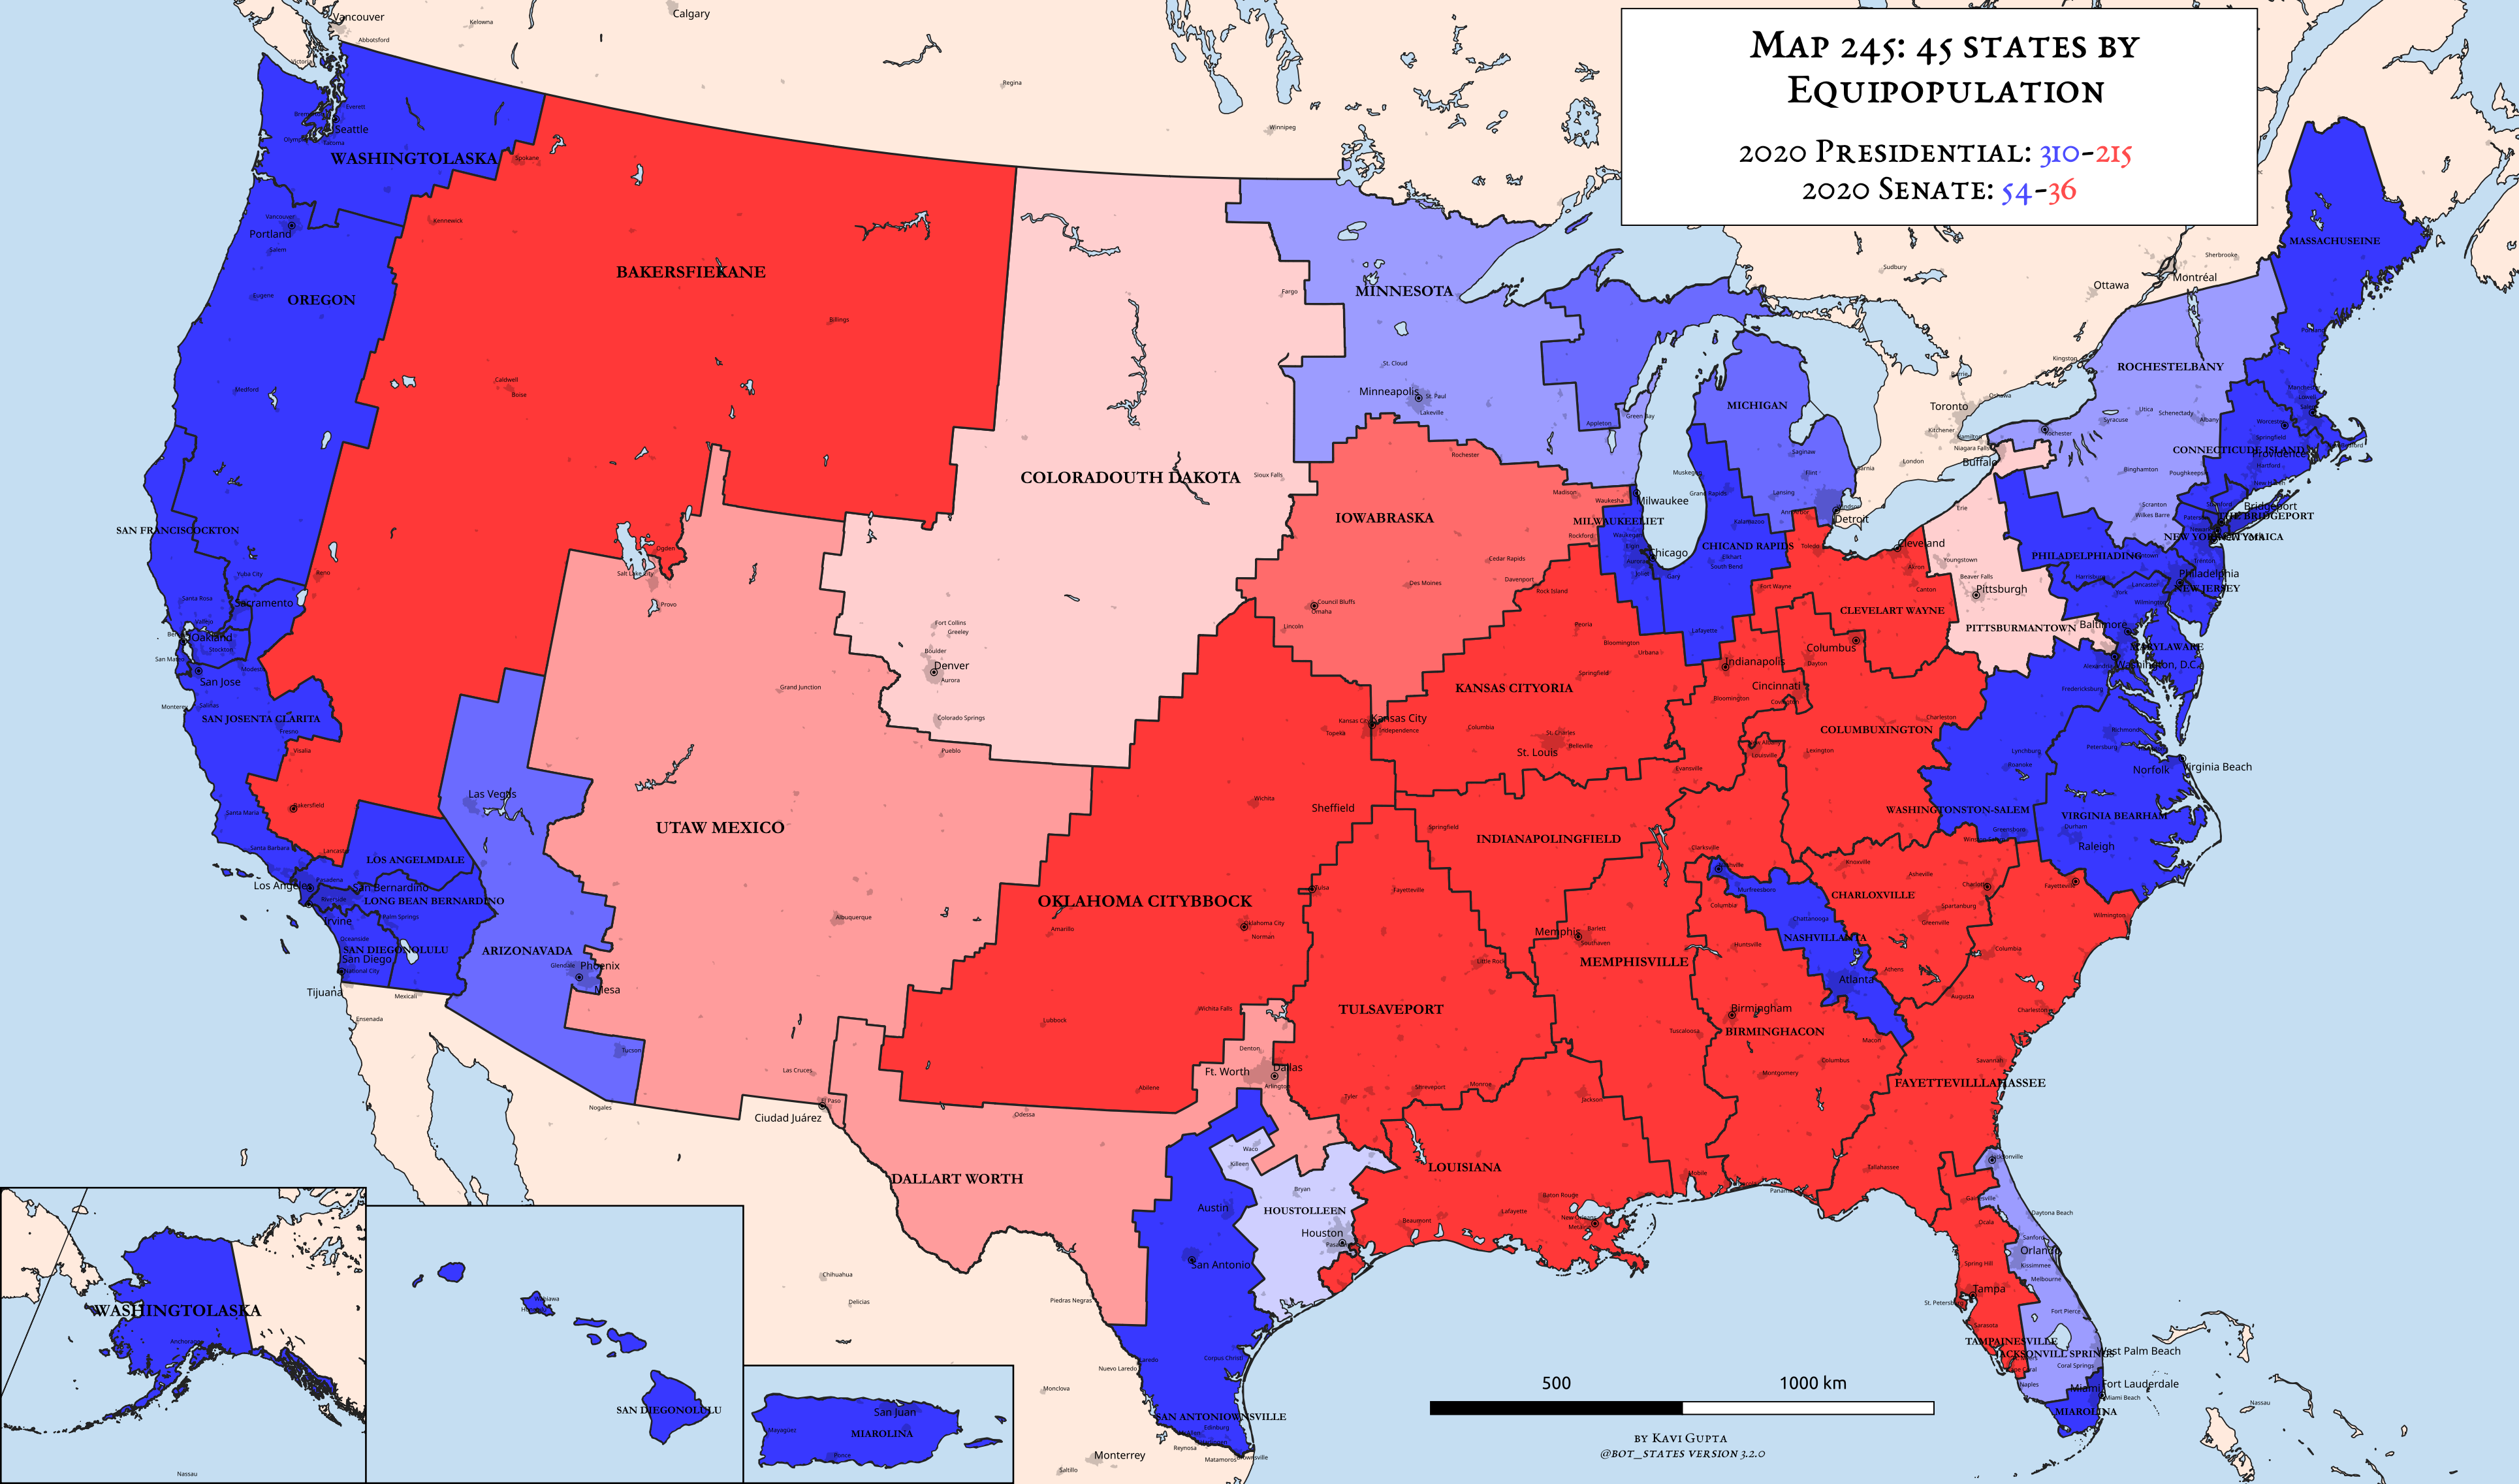 Map 245: 45 states by
Equipopulation
2020 Presidential: 310-215
2020 Senate: 54-36
Vancouver
Kelowna
Calgary
Abbotsford
Victoria
Regina
Winnipeg
Everett
Seattle
WASHINGTOLASKA
Spokane
Vancouver
Portland
Salem
Kennewick
Eugene
OREGON
Medford
BAKERSFIEKANE
Billings
Caldwell
Boise
Fargo
MINNESOTA
St. Cloud
Minneapolis
St. Paul
Lakeville
Green Bay
Appleton
COLORADOUTH DAKOTA
Sioux Falls
Rochester
IOWABRASKA
Madison
Waukesha
Milwaukee
MILWAUKEELIET
Rockford
Waukegan
Elgin
Chicago
Cedar Rapids
Des Moines
Davenport
Rock Island
Council Bluffs
Omaha
Lincoln
Peoria
Bloomington
Urbana
Springfield
MICHIGAN
Saginaw
Flint
Muskegon
Grand Rapids
Lansing
Ann Arbor
Detroit
Kalamazoo
CHICAND RAPIDS
Elkhart
South Bend
Gary
Lafayette
Toledo
Fort Wayne
Sudbury
Ottawa
Montréal
Sherbrooke
Kingston
Barrie
Oshawa
Toronto
Kitchener
Hamilton
Niagara Falls
London
Sarnia
Buffalo
Rochester
Syracuse
Utica
Schenectady
Albany
Binghamton
Poughkeepsie
Scranton
Wilkes Barre
MASSACHUSEINE
Portland
Manchester
Lowell
ROCHESTELBANY
Worcester
Springfield
CONNECTICUDE ISLAND
Providence
Hartford
Bridgeport
THE BRIDGEPORT
Paterson
Newark
PHILADELPHIADING
Harrisburg
Lancaster
York
Trenton
Philadelphia
NEW JERSEY
Wilmington
Baltimore
MARYLAWARE
Washington, D.C.
Alexandria
Fredericksburg
Erie
Cleveland
Akron
Canton
Youngstown
Beaver Falls
Pittsburgh
PITTSBURMANTOWN
CLEVELART WAYNE
Columbus
Dayton
Cincinnati
Covington
Indianapolis
Bloomington
COLUMBUXINGTON
Charleston
Lexington
Louisville
Evansville
Richmond
Petersburg
Lynchburg
Roanoke
Norfolk
Virginia Beach
WASHINGTONSTON-SALEM
VIRGINIA BEARHAM
Greensboro
Winston-Salem
Durham
Raleigh
Fayetteville
Wilmington
Yuba City
Reno
SAN FRANCISCOCKTON
Santa Rosa
Sacramento
Vallejo
Oakland
Stockton
San Mateo
Modesto
San Jose
Monterey
Salinas
SAN JOSENTA CLARITA
Fresno
Visalia
Bakersfield
Santa Maria
Santa Barbara
Lancaster
LOS ANGELMDALE
Pasadena
Los Angeles
San Bernardino
Riverside
LONG BEAN BERNARDINO
Irvine
Palm Springs
Oceanside
SAN DIEGONOLULU
San Diego
National City
Tijuana
Mexicali
Ensenada
Ogden
Salt Lake City
Provo
Grand Junction
Las Vegas
UTAW MEXICO
Albuquerque
ARIZONAVADA
Glendale
Phoenix
Mesa
Tucson
Nogales
Las Cruces
El Paso
Ciudad Juárez
Fort Collins
Greeley
Boulder
Denver
Aurora
Colorado Springs
Pueblo
Kansas City
Kansas City
Independence
Topeka
KANSAS CITYORIA
Columbia
St. Charles
St. Louis
Belleville
Wichita
Sheffield
Springfield
INDIANAPOLINGFIELD
OKLAHOMA CITYBBOCK
Tulsa
Fayetteville
Amarillo
Oklahoma City
Norman
Wichita Falls
Lubbock
Abilene
Odessa
Denton
Ft. Worth
Dallas
Arlington
DALLART WORTH
TULSAVEPORT
Little Rock
Shreveport
Monroe
Tyler
Memphis
Bartlett
Southaven
MEMPHISVILLE
Jackson
Clarksville
Nashville
Murfreesboro
Columbia
Chattanooga
NASHVILLANTA
Huntsville
Knoxville
Asheville
CHARLOXVILLE
Charlotte
Spartanburg
Greenville
Columbia
Athens
Atlanta
Augusta
Macon
Birmingham
Tuscaloosa
BIRMINGHACON
Columbus
Montgomery
Charleston
Savannah
FAYETTEVILLLAHASSEE
Tallahassee
Mobile
Panama
Waco
Killeen
Bryan
Austin
HOUSTOLLEEN
Houston
Pasadena
San Antonio
Beaumont
Lafayette
Baton Rouge
New Orleans
Metairie
LOUISIANA
Jacksonville
Gainesville
Ocala
Daytona Beach
Sanford
Orlando
Kissimmee
Melbourne
Spring Hill
Tampa
St. Petersburg
Fort Pierce
Sarasota
TAMPAINESVILLE
JACKSONVILL SPRINGS
West Palm Beach
Cape Coral
Coral Springs
Naples
Fort Lauderdale
Miami
Miami Beach
MIAROLINA
Nassau
Chihuahua
Delicias
Piedras Negras
Laredo
Nuevo Laredo
Corpus Christi
Monclova
SAN ANTONIOWNSVILLE
Edinburg
McAllen
Reynosa
Matamoros
Brownsville
Monterrey
Saltillo
WASHINGTOLASKA
Anchorage
Nassau
Wahiawa
SAN DIEGONOLULU
San Juan
Mayaguez
MIAROLINA
Ponce
500
1000 km
by Kavi Gupta
@bot_states version 3.2.0